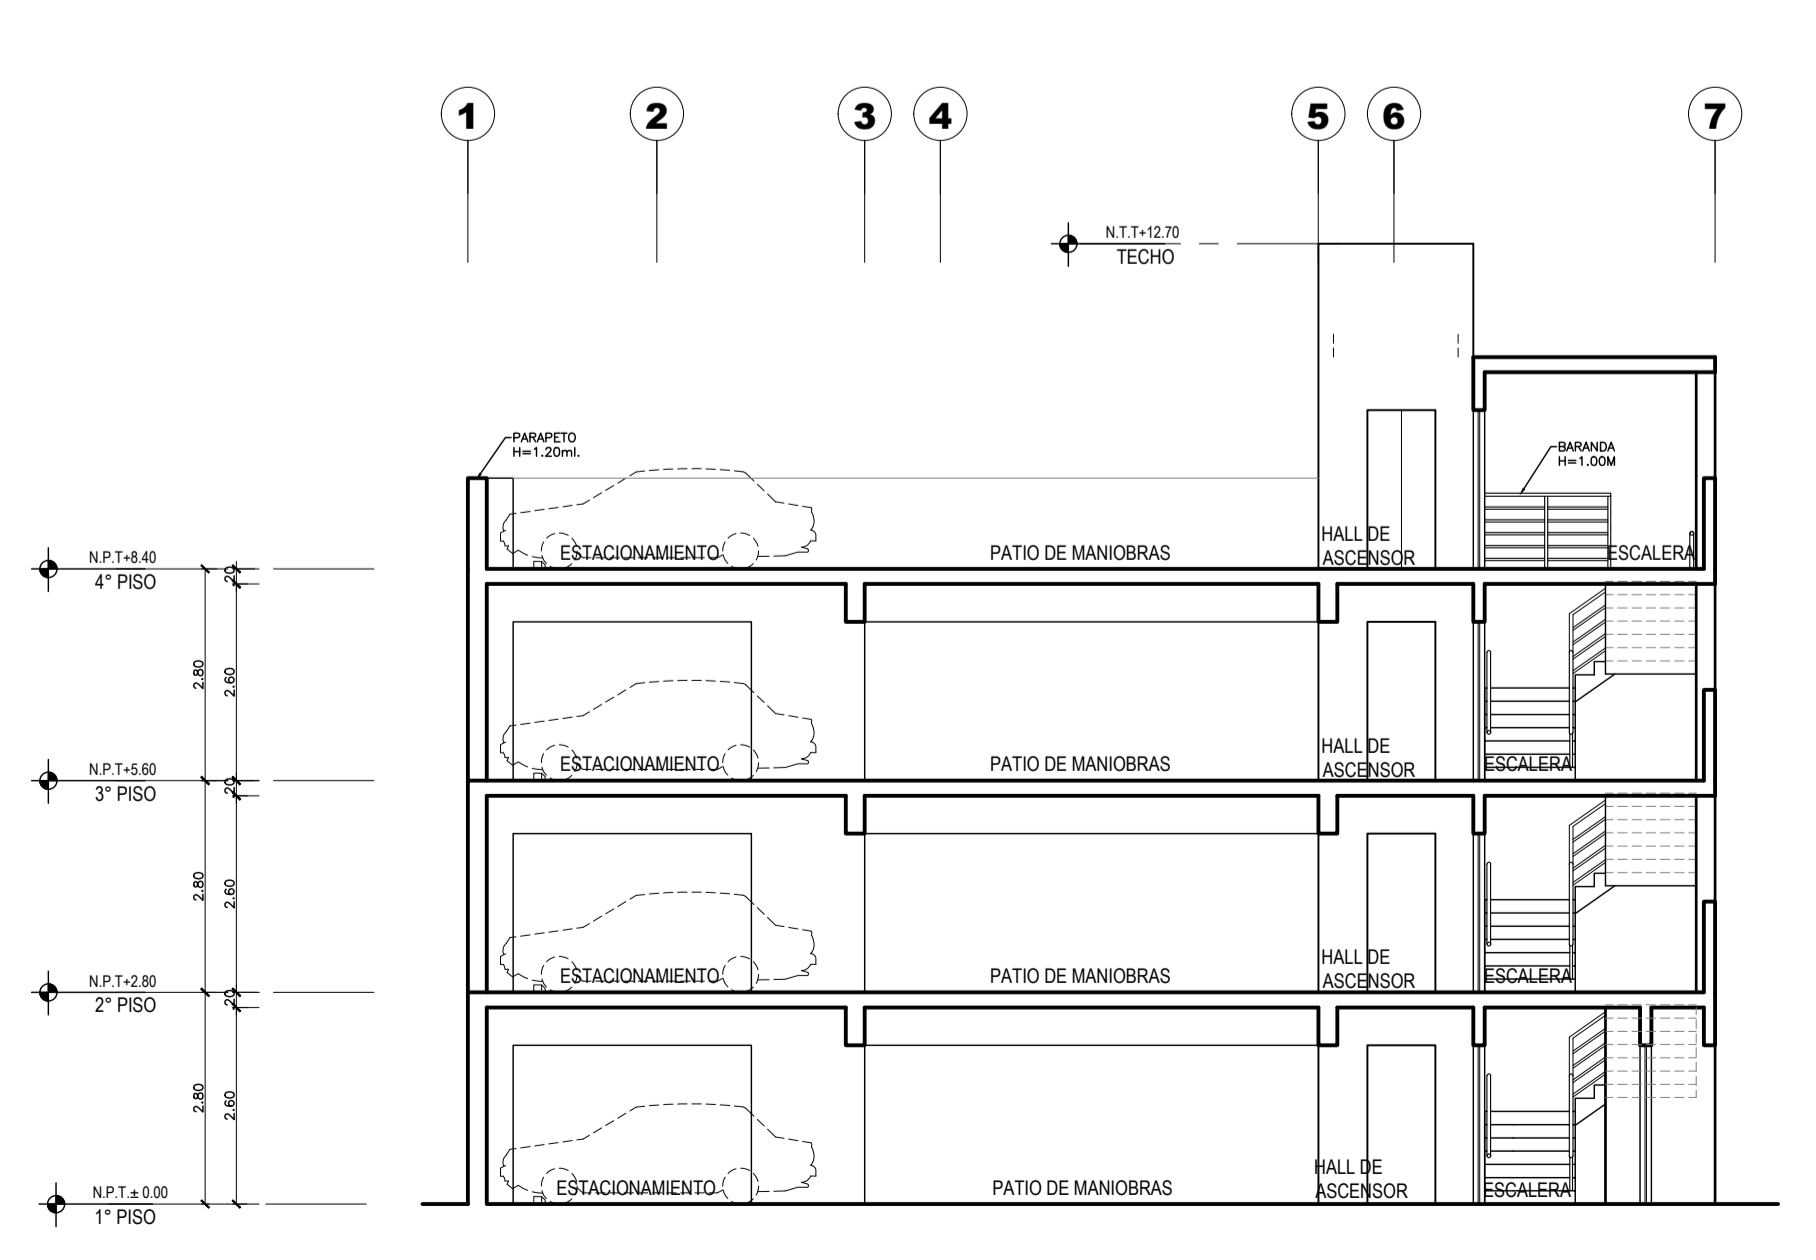 1 2 3 4 5 6 7
N.T.T+12.70
TECHO
PARAPETO
H=1.20ml.
BARANDA
H=1.00M
N.P.T+8.40
4° PISO
.20
ESTACIONAMIENTO
PATIO DE MANIOBRAS
HALL DE
ASCENSOR
ESCALERA
2.80
2.60
N.P.T+5.60
3° PISO
.20
ESTACIONAMIENTO
PATIO DE MANIOBRAS
HALL DE
ASCENSOR
ESCALERA
2.80
2.60
N.P.T+2.80
2° PISO
.20
ESTACIONAMIENTO
PATIO DE MANIOBRAS
HALL DE
ASCENSOR
ESCALERA
2.80
2.60
N.P.T.± 0.00
1° PISO
ESTACIONAMIENTO
PATIO DE MANIOBRAS
HALL DE
ASCENSOR
ESCALERA